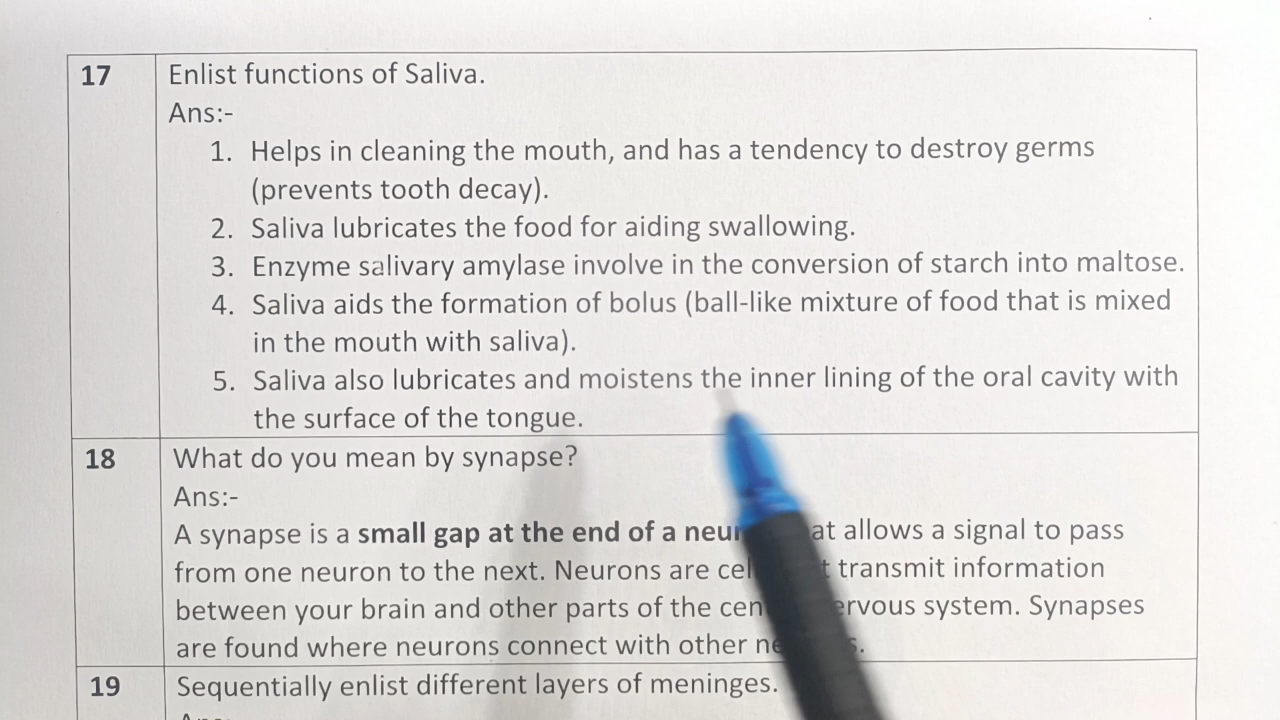 17 Enlist functions of Saliva.
Ans:-
1. Helps in cleaning the mouth, and has a tendency to destroy germs
(prevents tooth decay).
2. Saliva lubricates the food for aiding swallowing.
3. Enzyme salivary amylase involve in the conversion of starch into maltose.
4. Saliva aids the formation of bolus (ball-like mixture of food that is mixed
in the mouth with saliva).
5. Saliva also lubricates and moistens the inner lining of the oral cavity with
the surface of the tongue.
18 What do you mean by synapse?
Ans:-
A synapse is a small gap at the end of a allows a signal to pass
from one neuron to the next. Neurons are transmit information
between your brain and other parts of the system. Synapses
are found where neurons connect with other
19 Sequentially enlist different layers of meninges.